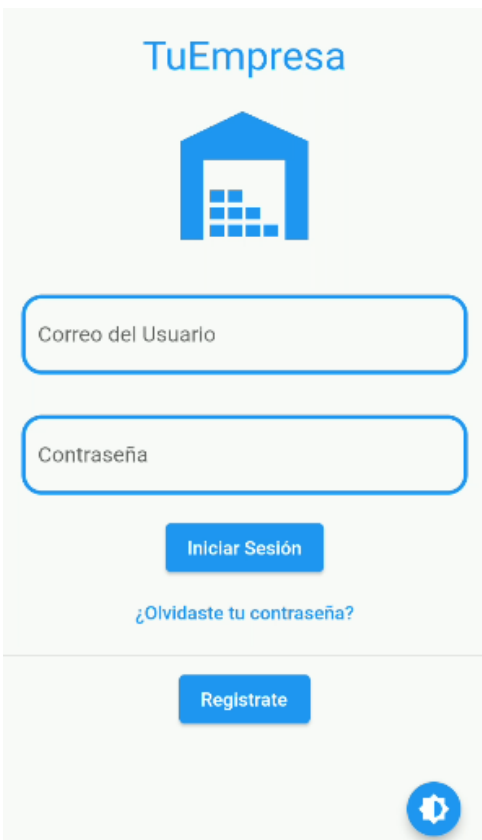 TuEmpresa
Correo del Usuario
Contraseña
Iniciar Sesión
¿Olvidaste tu contraseña?
Registrate